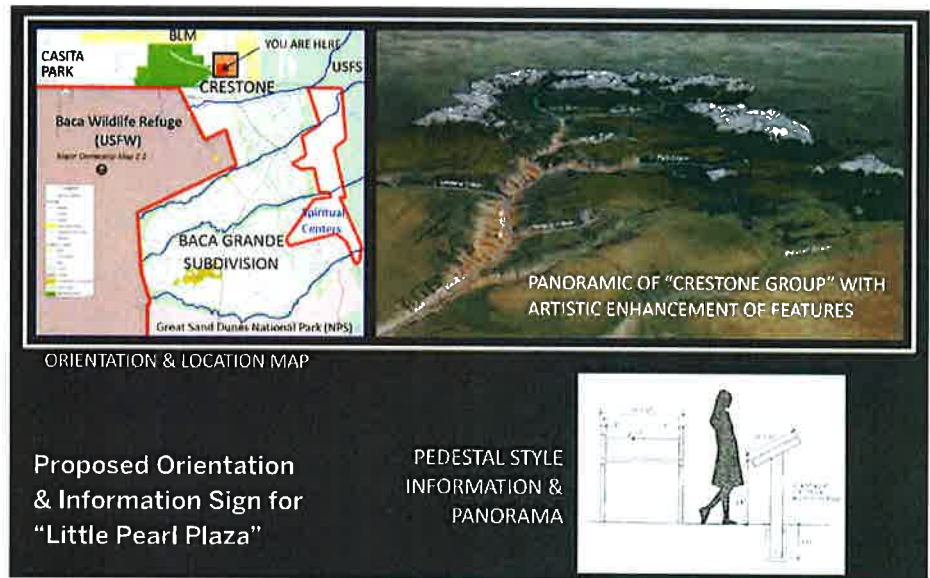 BLM
YOU ARE HERE
CASITA
PARK
USFS
CRESTONE
Baca Wildlife Refuge
(USFW)
Spiritual
Centers
BACA GRANDE
SUBDIVISION
Great Sand Dunes National Park (NPS)
PANORAMIC OF "CRESTONE GROUP" WITH
ARTISTIC ENHANCEMENT OF FEATURES
ORIENTATION & LOCATION MAP
Proposed Orientation
& Information Sign for
"Little Pearl Plaza"
PEDESTAL STYLE
INFORMATION &
PANORAMA